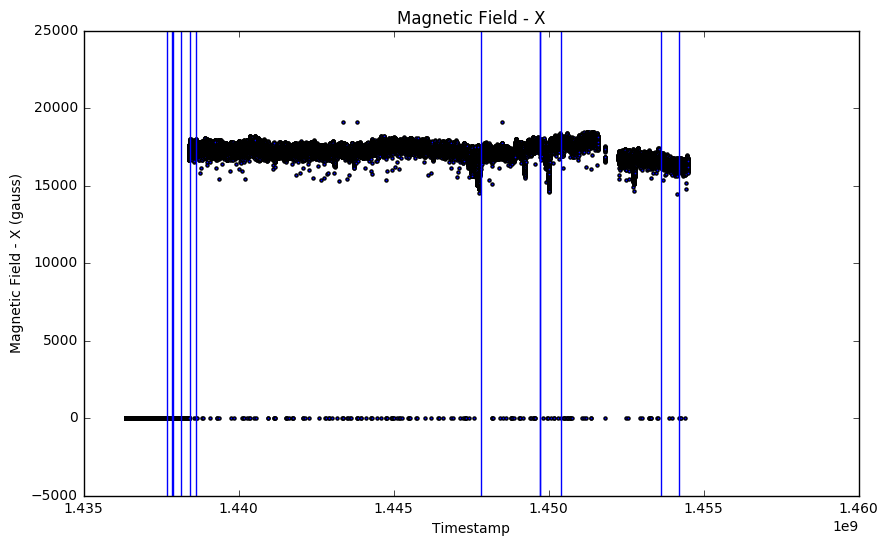 Magnetic Field - X
25000
20000
15000
10000
5000
0
−5000
Magnetic Field - X (gauss)
1.435 1.440 1.445 1.450 1.455 1.460
1e9
Timestamp